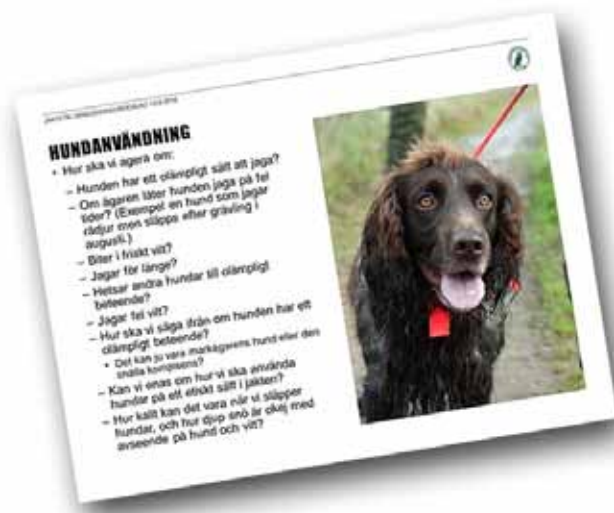 HUNDANVÄNDNING
• Hur ska vi agera om:
– Hunden har ett olämpligt sätt att jaga?
– Om ägaren låter hunden jaga på fel
tider? (Exempel en hund som jagar
rådjur men släpps efter grävling i
augusti.)
– Biter i friskt vilt?
– Jagar för länge?
– Hetsar andra hundar till olämpligt
beteende?
– Jagar fel vilt?
– Hur ska vi säga ifrån om hunden har ett
olämpligt beteende?
• Det kan ju vara markägarens hund eller den
snälla kompisens?
– Kan vi enas om hur vi ska använda
hundar på ett etiskt sätt i jakten?
– Hur kallt kan det vara när vi släpper
hundar, och hur djup snö är okej med
avseende på hund och vilt?